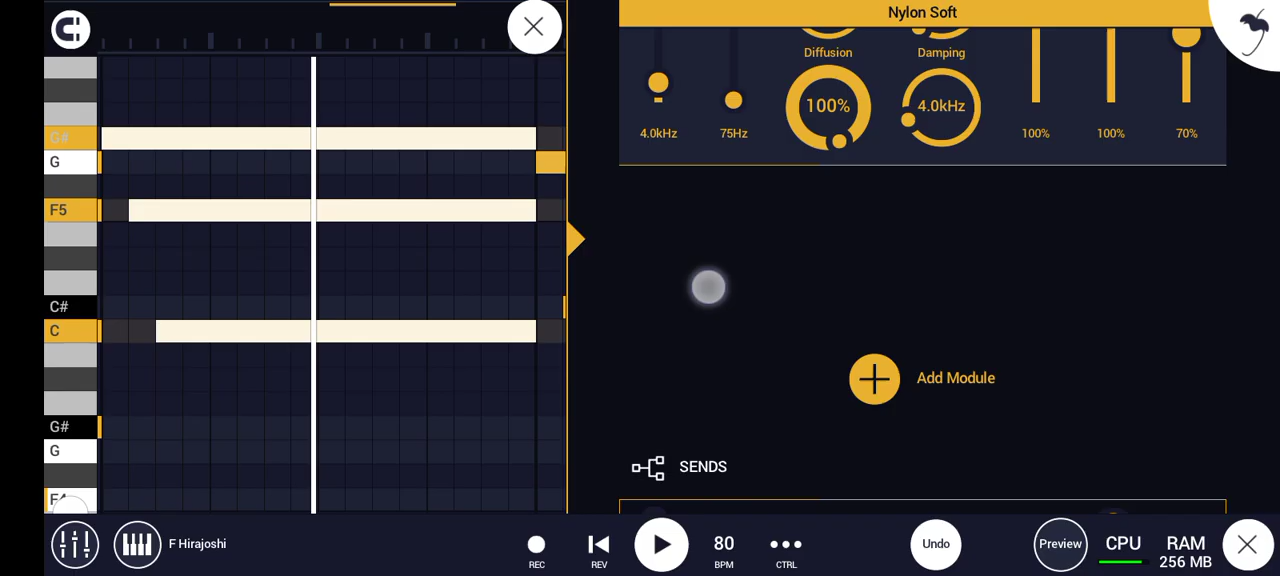 Nylon Soft
Diffusion
Damping
100%
4.0kHz
4.0kHz
75Hz
100%
100%
70%
G#
G
F5
C#
C
G#
G
F4
Add Module
SENDS
F Hirajoshi
REC
REV
80
BPM
CTRL
Undo
Preview
CPU
RAM
256 MB